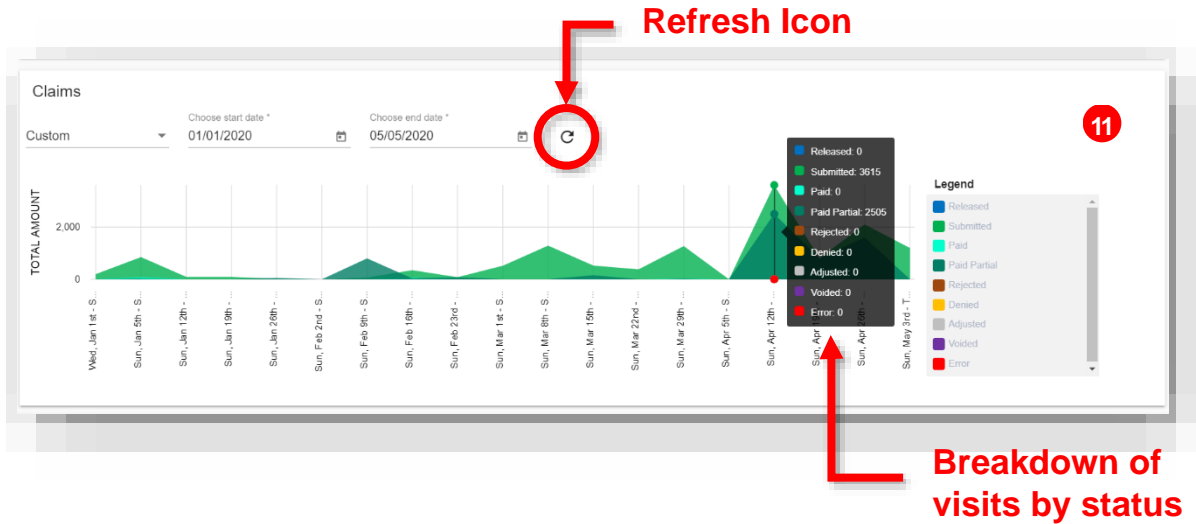 Refresh Icon
Claims
Custom
Choose start date *
01/01/2020
Choose end date *
05/05/2020
11
TOTAL AMOUNT
2,000
0
Wed, Jan 1st - S...
Sun, Jan 5th - S...
Sun, Jan 12th - ...
Sun, Jan 19th - ...
Sun, Jan 26th - ...
Sun, Feb 2nd - S...
Sun, Feb 9th - S...
Sun, Feb 16th - ...
Sun, Feb 23rd - ...
Sun, Mar 1st - S...
Sun, Mar 8th - S...
Sun, Mar 15th - ...
Sun, Mar 22nd - ...
Sun, Mar 29th - ...
Sun, Apr 5th - S...
Sun, Apr 12th - ...
Sun, Apr
Sun, Apr
Sun, May 3rd - T...
Released: 0
Submitted: 3615
Paid: 0
Paid Partial: 2505
Rejected: 0
Denied: 0
Adjusted: 0
Voided: 0
Error: 0
Legend
Released
Submitted
Paid
Paid Partial
Rejected
Denied
Adjusted
Voided
Error
Breakdown of
visits by status